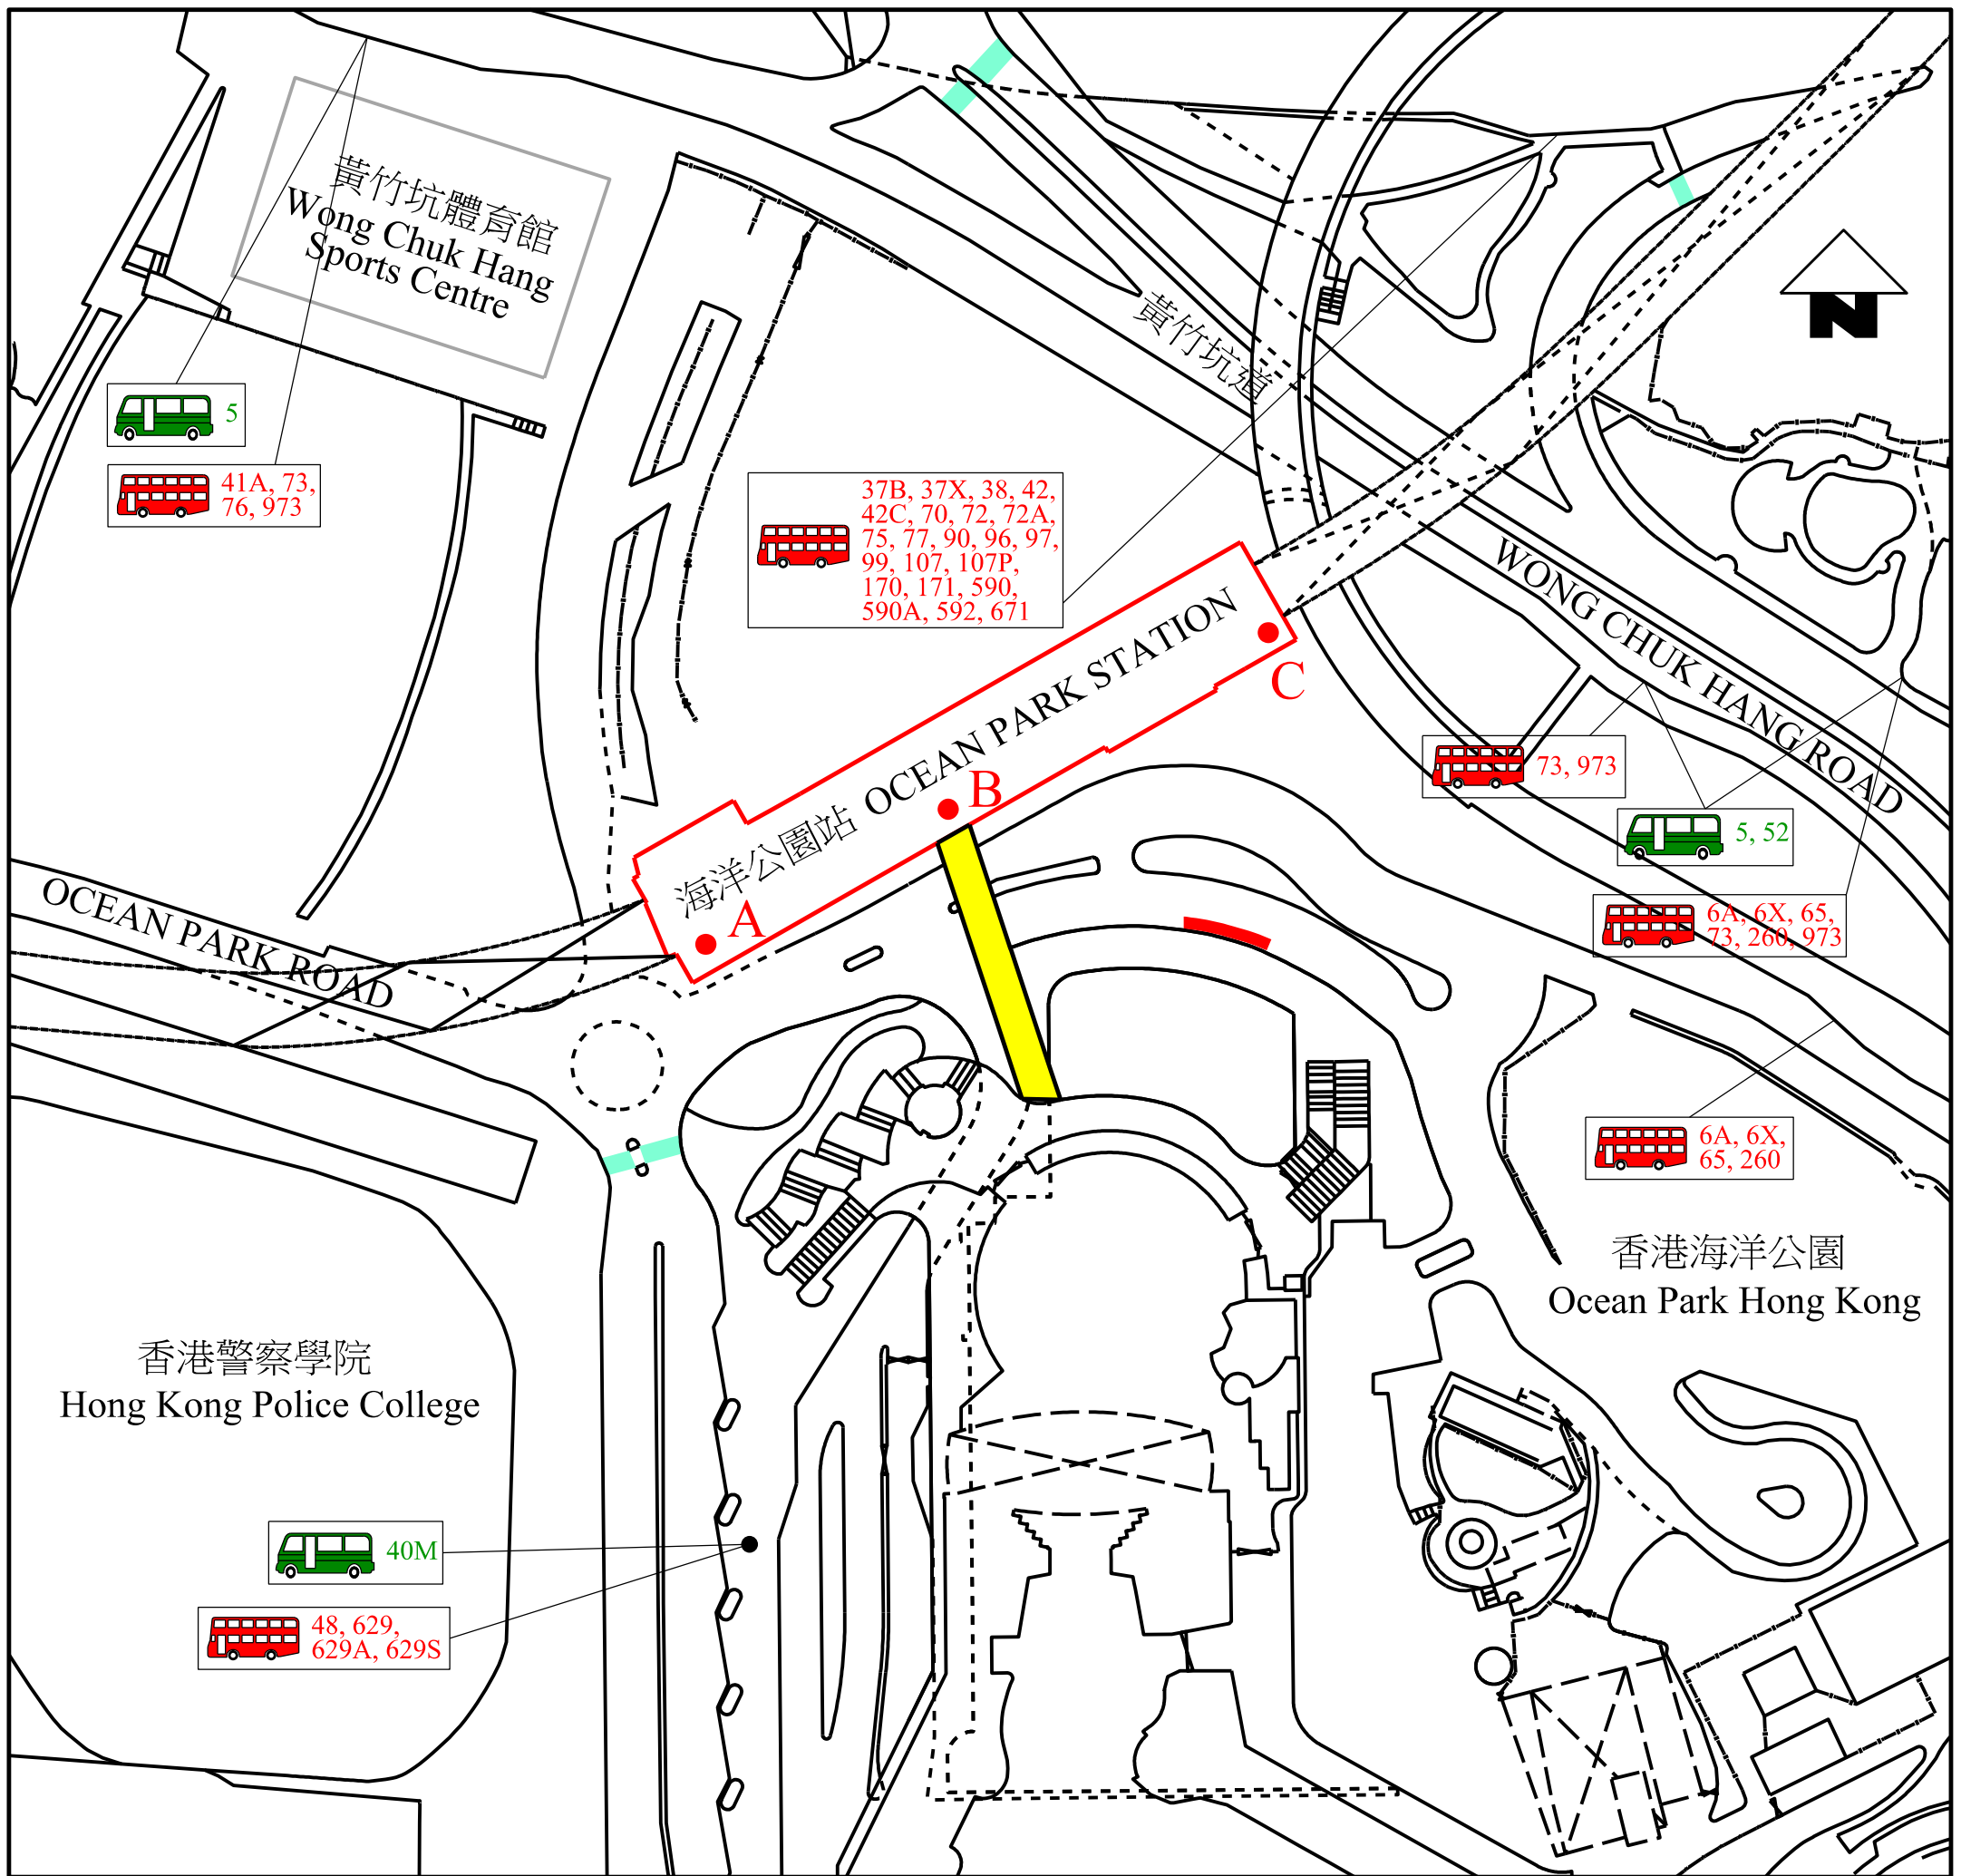 黃竹坑體育館
Wong Chuk Hang
Sports Centre
N
黃竹坑道
5
41A, 73,
76, 973
37B, 37X, 38, 42,
42C, 70, 72, 72A,
75, 77, 90, 96, 97,
99, 107, 107P,
170, 171, 590,
590A, 592, 671
WONG CHUK HANG ROAD
海洋公園站 OCEAN PARK STATION
A
B
C
73, 973
5, 52
6A, 6X, 65,
73, 260, 973
OCEAN PARK ROAD
6A, 6X,
65, 260
香港海洋公園
Ocean Park Hong Kong
香港警察學院
Hong Kong Police College
40M
48, 629,
629A, 629S